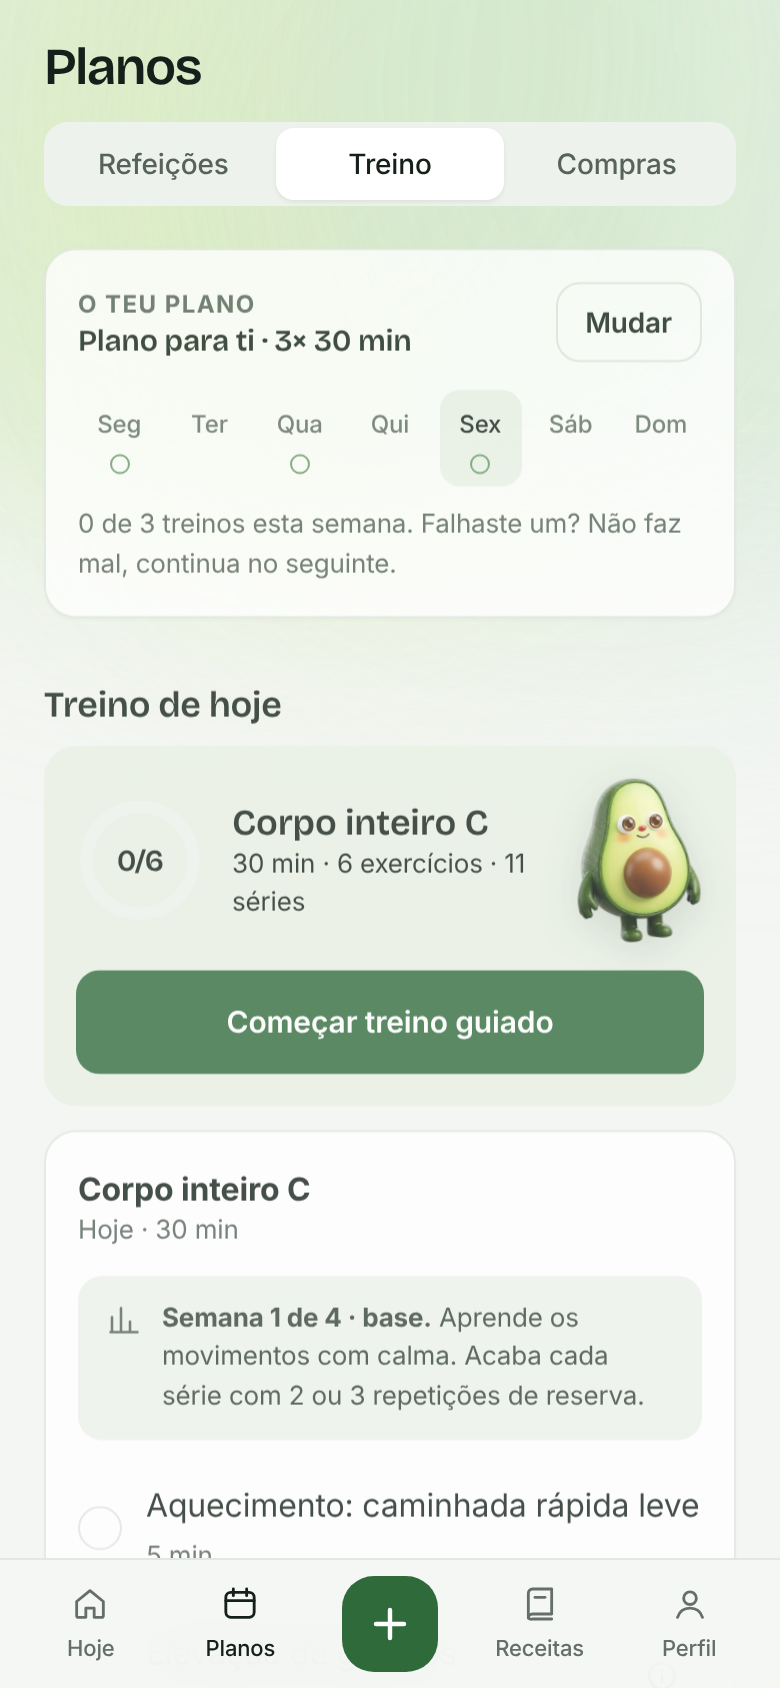 Planos
Refeições
Treino
Compras
O TEU PLANO
Plano para ti · 3× 30 min
Mudar
Seg Ter Qua Qui Sex Sáb Dom
0 de 3 treinos esta semana. Falhaste um? Não faz
mal, continua no seguinte.
Treino de hoje
0/6
Corpo inteiro C
30 min · 6 exercícios · 11
séries
Começar treino guiado
Corpo inteiro C
Hoje · 30 min
Semana 1 de 4 · base. Aprende os
movimentos com calma. Acaba cada
série com 2 ou 3 repetições de reserva.
Aquecimento: caminhada rápida leve
5 min
Hoje
Planos
Receitas
Perfil